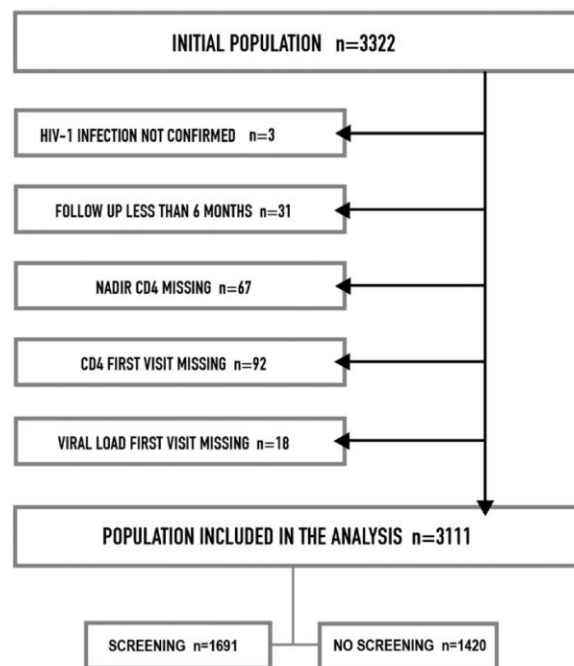 INITIAL POPULATION n=3322
HIV-1 INFECTION NOT CONFIRMED n=3
FOLLOW UP LESS THAN 6 MONTHS n=31
NADIR CD4 MISSING n=67
CD4 FIRST VISIT MISSING n=92
VIRAL LOAD FIRST VISIT MISSING n=18
POPULATION INCLUDED IN THE ANALYSIS n=3111
SCREENING n=1691
NO SCREENING n=1420